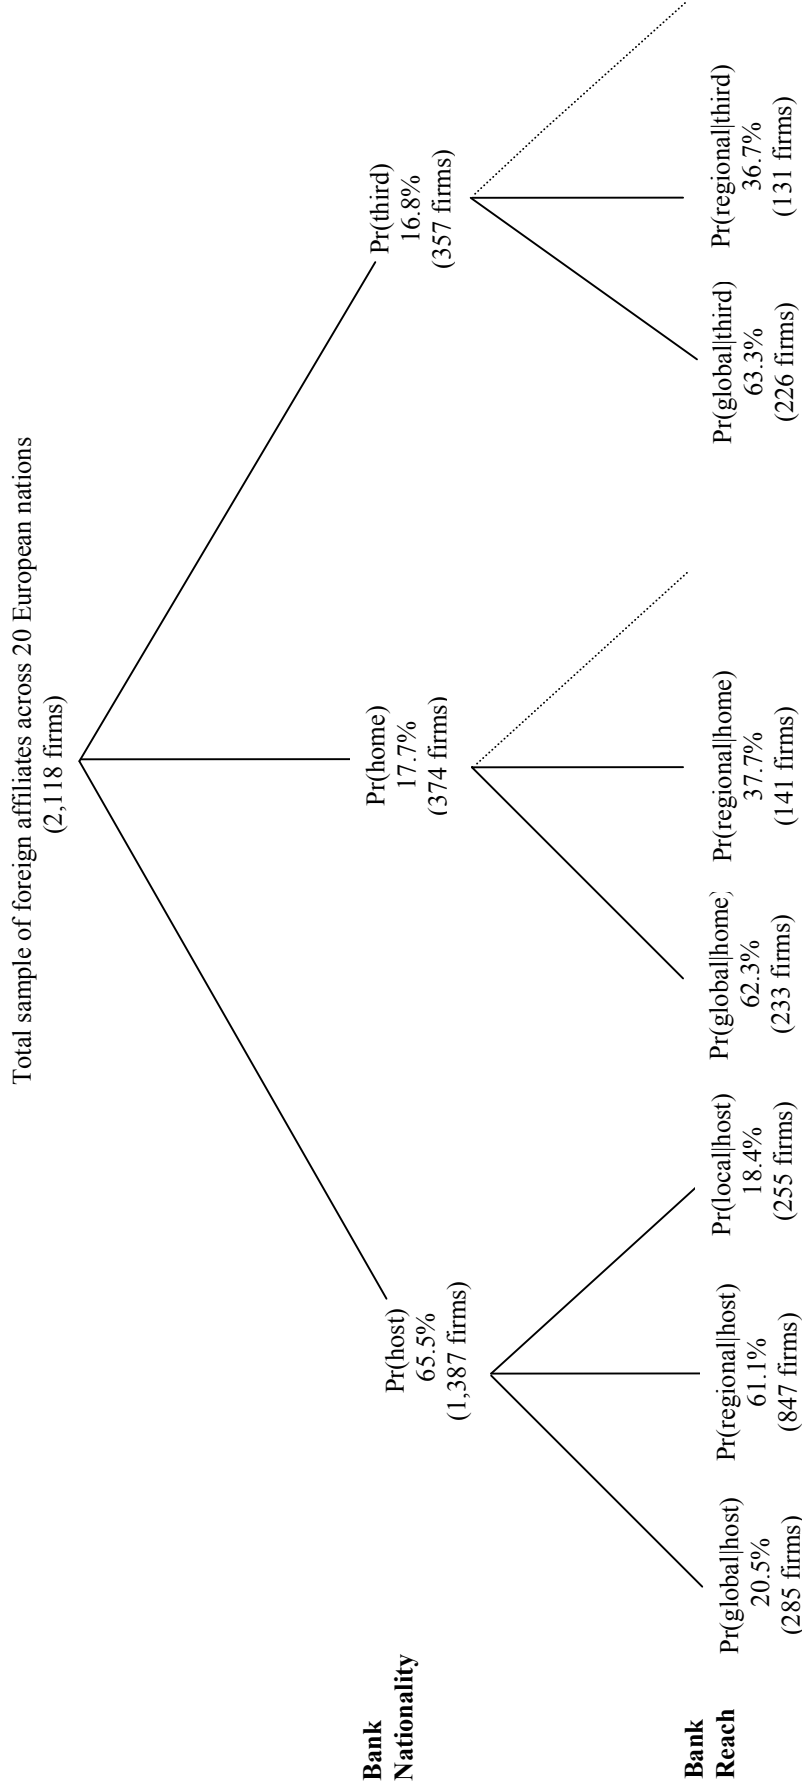 Total sample of foreign affiliates across 20 European nations
(2,118 firms)
Bank
Nationality
Pr(host)
65.5%
(1,387 firms)
Pr(home)
17.7%
(374 firms)
Pr(third)
16.8%
(357 firms)
Bank
Reach
Pr(global|host)
20.5%
(285 firms)
Pr(regional|host)
61.1%
(847 firms)
Pr(local|host)
18.4%
(255 firms)
Pr(global|home)
62.3%
(233 firms)
Pr(regional|home)
37.7%
(141 firms)
Pr(global|third)
63.3%
(226 firms)
Pr(regional|third)
36.7%
(131 firms)